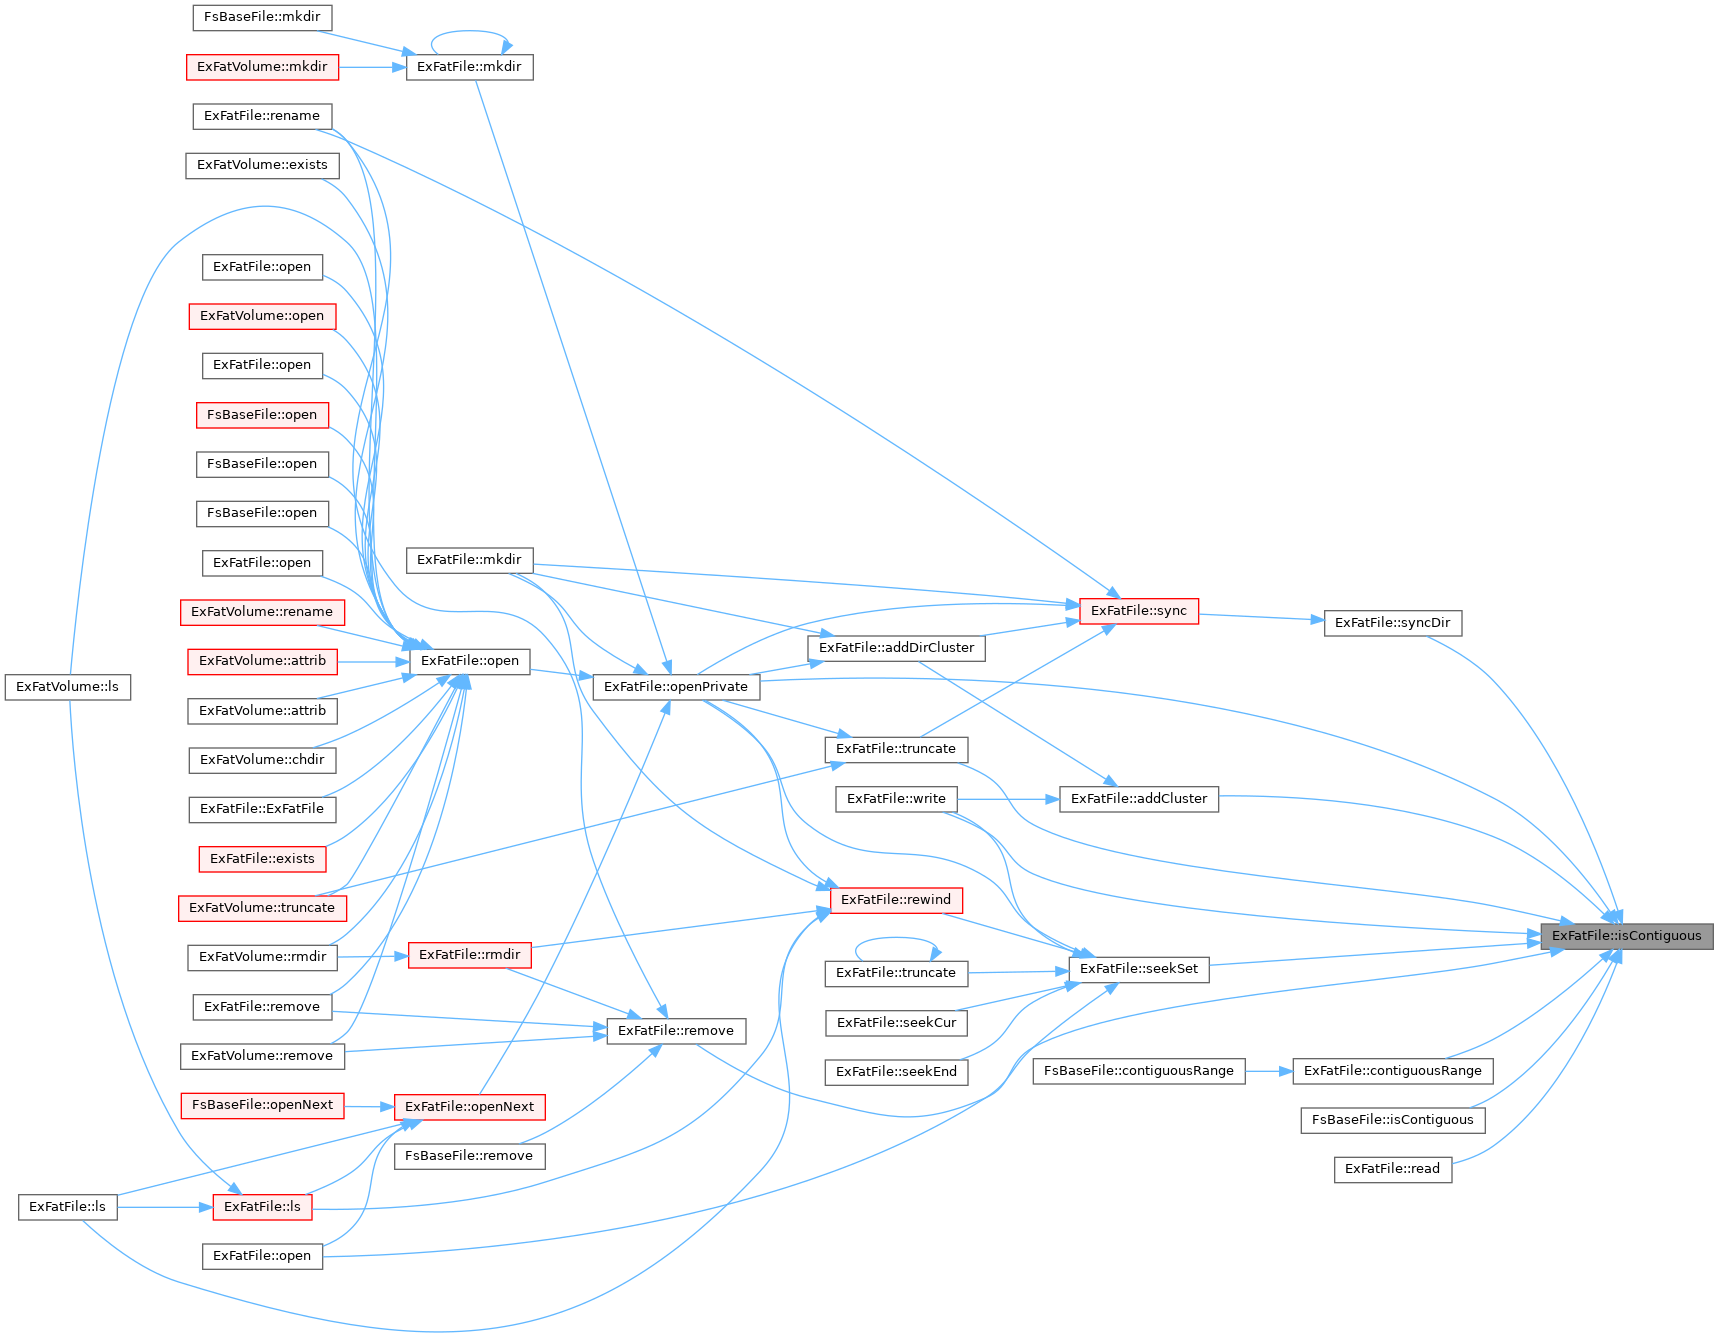 FsBaseFile::mkdir
ExFatVolume::mkdir
ExFatFile::mkdir
ExFatFile::rename
ExFatVolume::exists
ExFatFile::open
ExFatVolume::open
ExFatFile::open
FsBaseFile::open
FsBaseFile::open
FsBaseFile::open
ExFatFile::open
ExFatFile::mkdir
ExFatVolume::rename
ExFatFile::sync
ExFatFile::syncDir
ExFatVolume::attrib
ExFatFile::open
ExFatFile::addDirCluster
ExFatVolume::ls
ExFatFile::openPrivate
ExFatVolume::attrib
ExFatVolume::chdir
ExFatFile::truncate
ExFatFile::ExFatFile
ExFatFile::write
ExFatFile::addCluster
ExFatFile::exists
ExFatVolume::truncate
ExFatFile::rewind
ExFatFile::isContiguous
ExFatVolume::rmdir
ExFatFile::rmdir
ExFatFile::truncate
ExFatFile::seekSet
ExFatFile::remove
ExFatFile::remove
ExFatFile::seekCur
ExFatVolume::remove
ExFatFile::seekEnd
FsBaseFile::contiguousRange
ExFatFile::contiguousRange
FsBaseFile::openNext
ExFatFile::openNext
FsBaseFile::isContiguous
FsBaseFile::remove
ExFatFile::read
ExFatFile::ls
ExFatFile::ls
ExFatFile::open